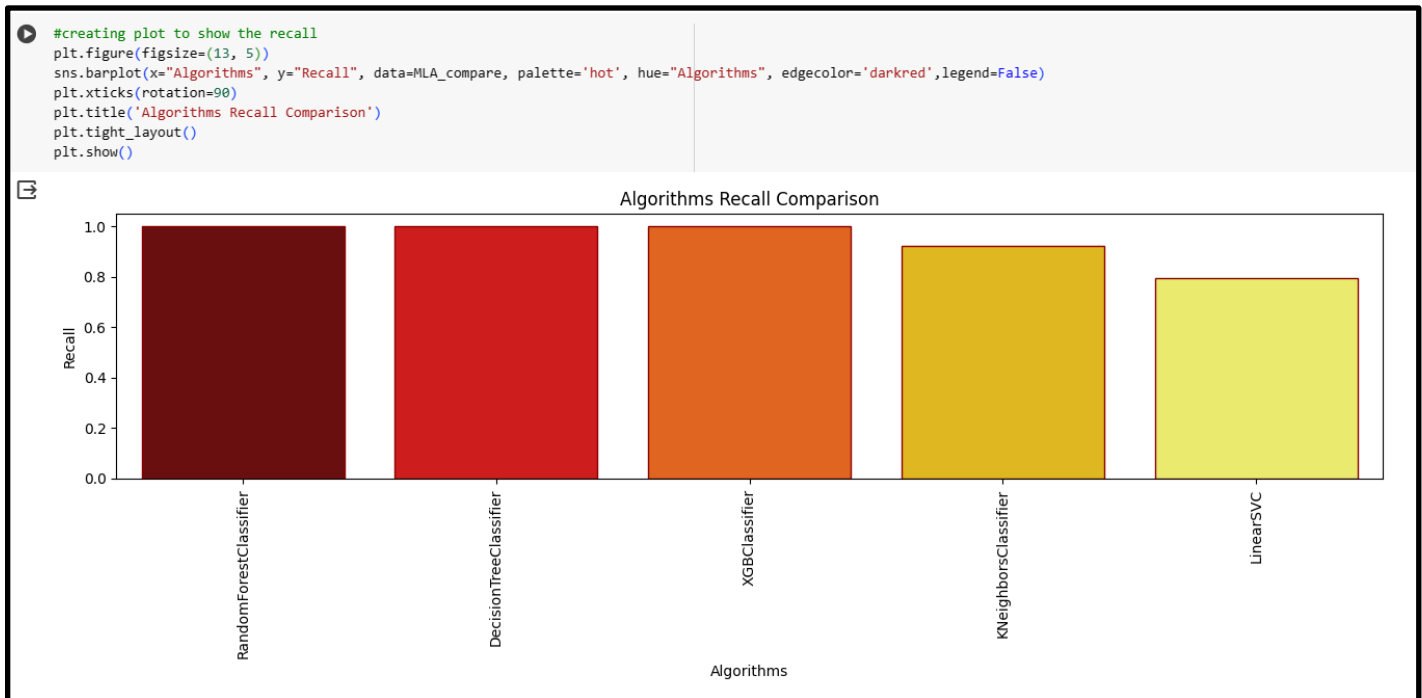 #creating plot to show the recall
plt.figure(figsize=(13, 5))
sns.barplot(x="Algorithms", y="Recall", data=MLA_compare, palette='hot', hue="Algorithms", edgecolor='darkred',legend=False)
plt.xticks(rotation=90)
plt.title('Algorithms Recall Comparison')
plt.tight_layout()
plt.show()
Algorithms Recall Comparison
1.0
0.8
0.6
0.4
0.2
0.0
Recall
RandomForestClassifier
DecisionTreeClassifier
XGBClassifier
KNeighborsClassifier
LinearSVC
Algorithms